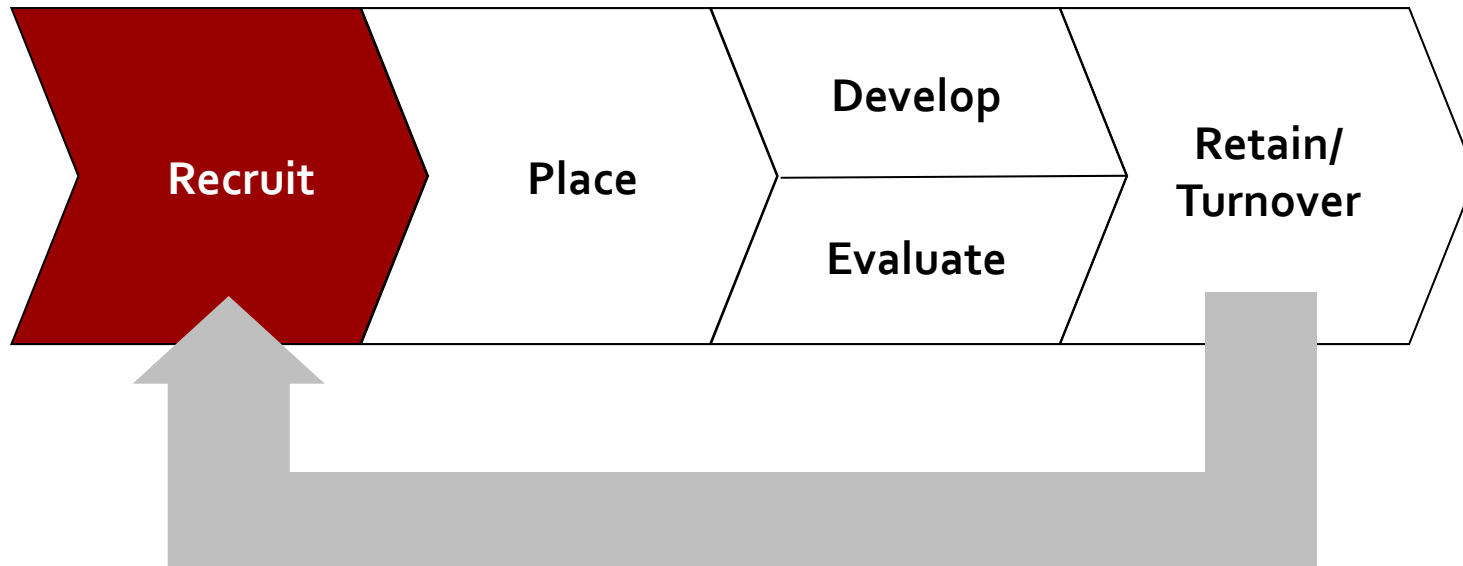 Recruit
Place
Develop
Evaluate
Retain/
Turnover